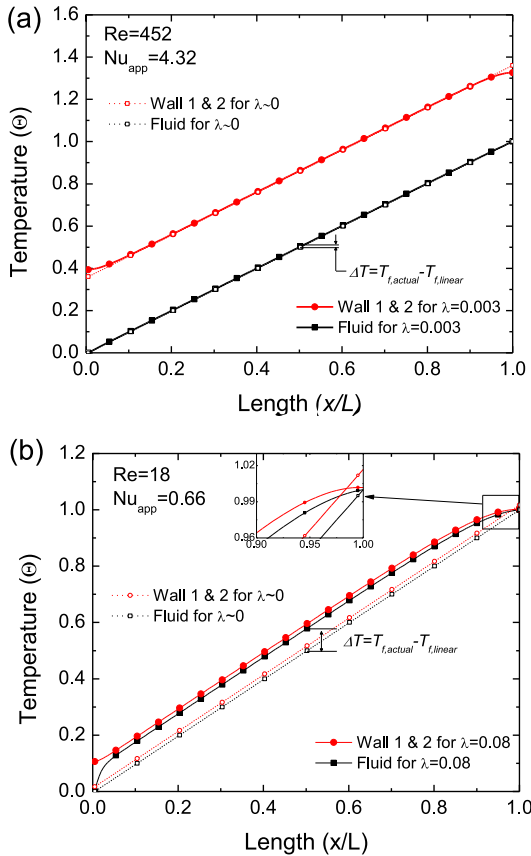 (a)
Re=452
Nu_app=4.32
Wall 1 & 2 for λ~0
Fluid for λ~0
ΔT=T_f,actual-T_f,linear
Wall 1 & 2 for λ=0.003
Fluid for λ=0.003
Temperature (Θ)
1.6
1.4
1.2
1.0
0.8
0.6
0.4
0.2
0.0
0.0 0.2 0.4 0.6 0.8 1.0
Length (x/L)
(b)
Re=18
Nu_app=0.66
1.02
0.99
0.96
0.90 0.95 1.00
Wall 1 & 2 for λ~0
Fluid for λ~0
ΔT=T_f,actual-T_f,linear
Wall 1 & 2 for λ=0.08
Fluid for λ=0.08
Temperature (Θ)
1.2
1.0
0.8
0.6
0.4
0.2
0.0
0.0 0.2 0.4 0.6 0.8 1.0
Length (x/L)